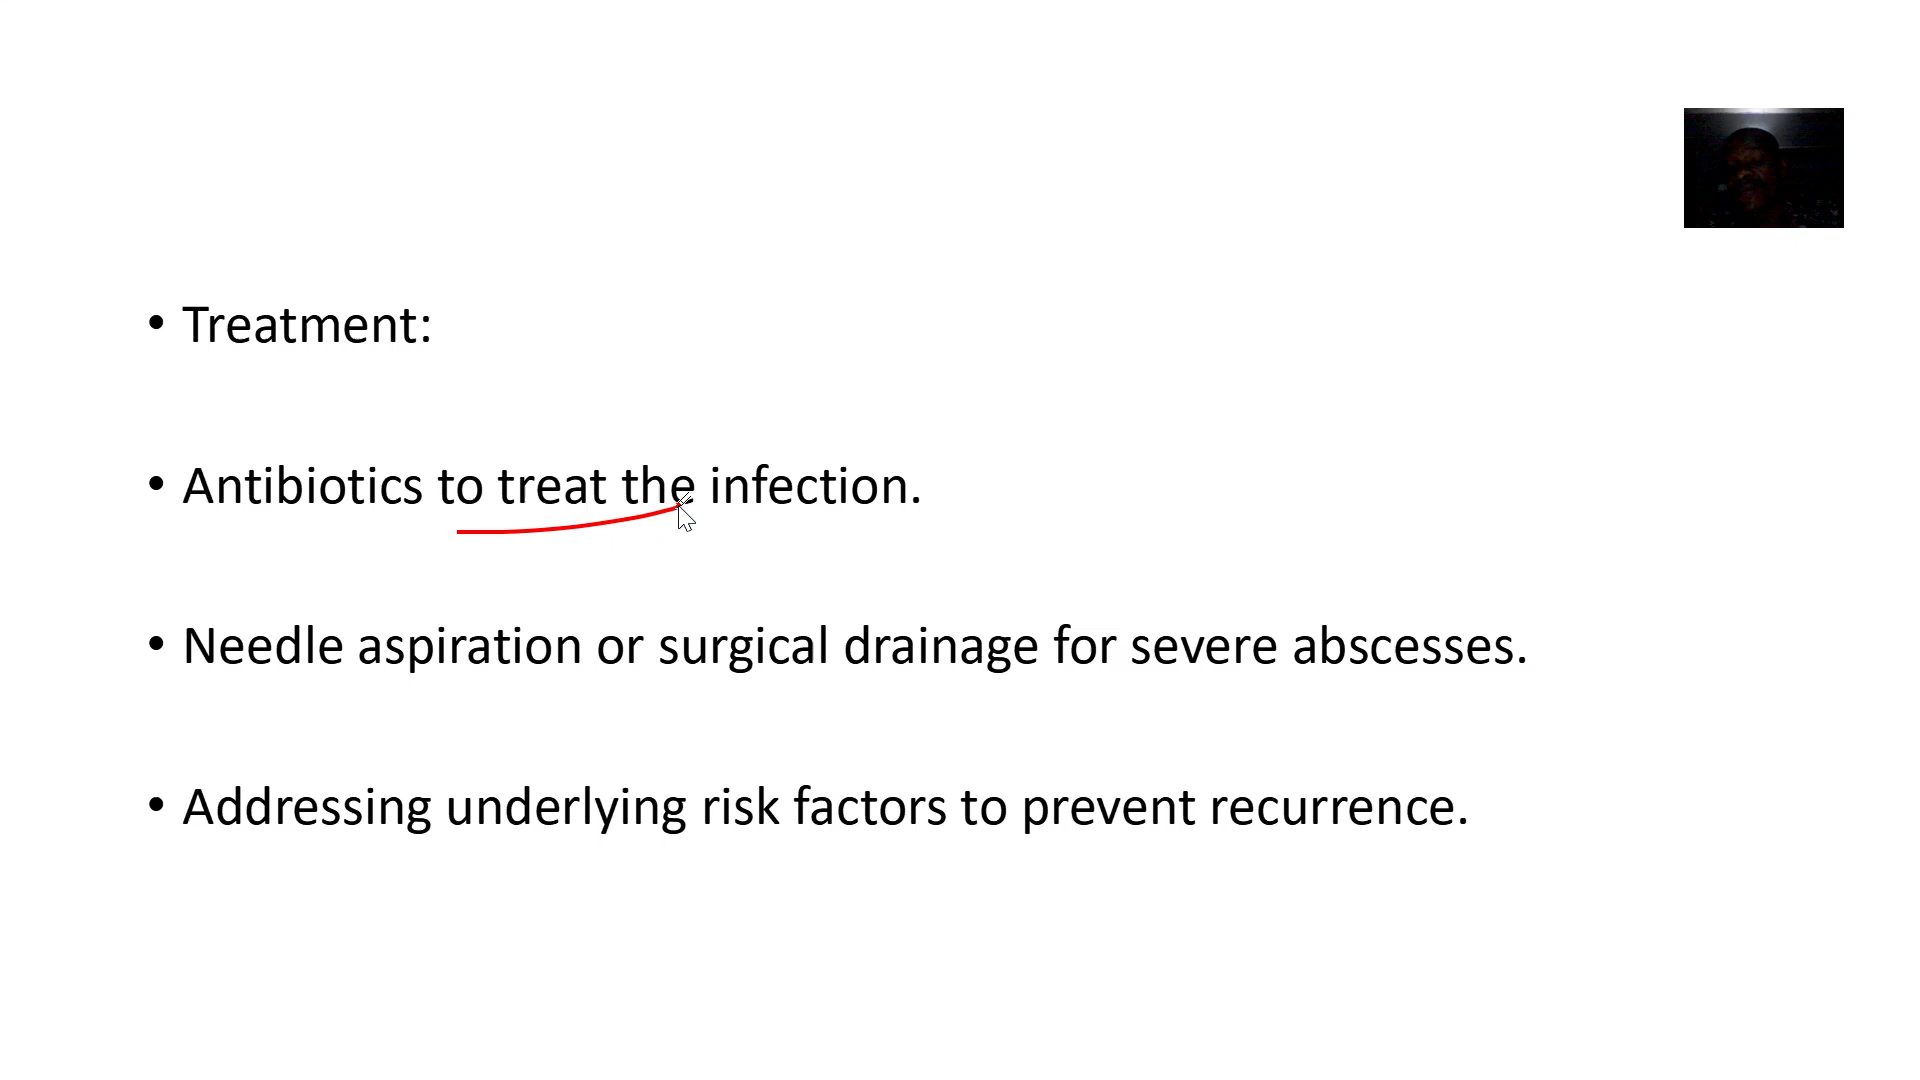 • Treatment:
• Antibiotics to treat the infection.
• Needle aspiration or surgical drainage for severe abscesses.
• Addressing underlying risk factors to prevent recurrence.